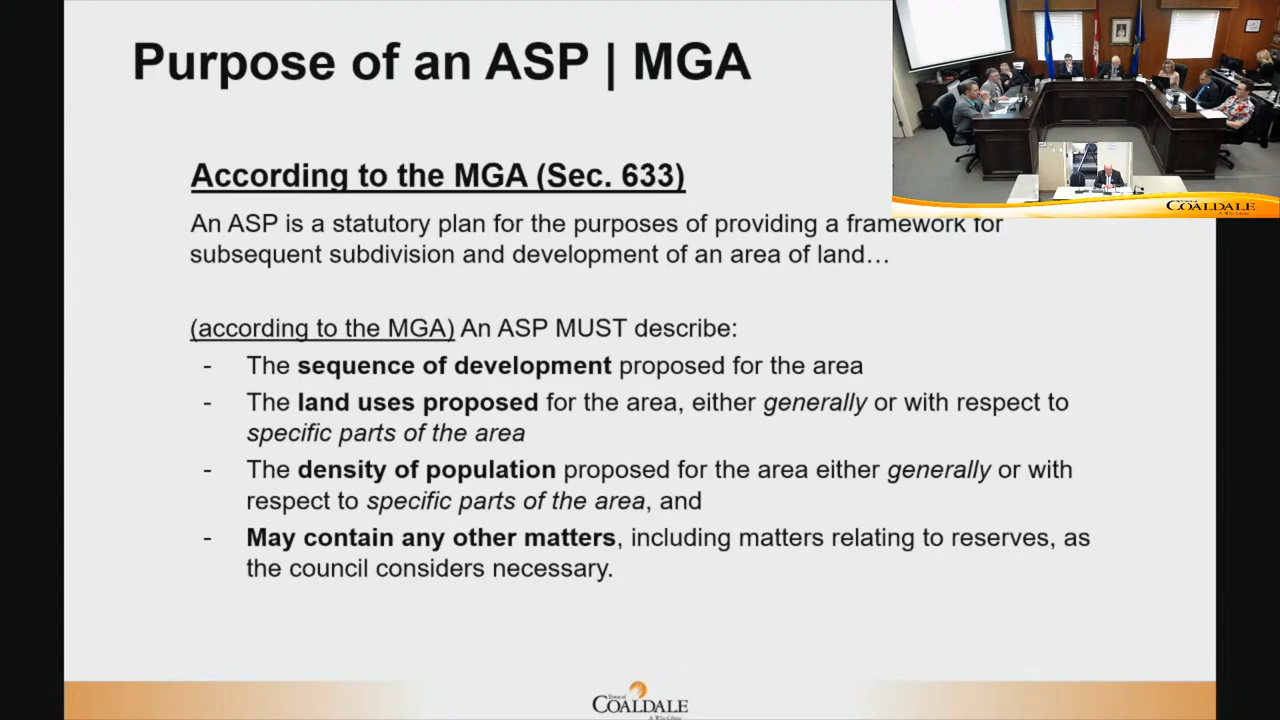 Purpose of an ASP | MGA
According to the MGA (Sec. 633)
An ASP is a statutory plan for the purposes of providing a framework for
subsequent subdivision and development of an area of land…
(according to the MGA) An ASP MUST describe:
- The sequence of development proposed for the area
- The land uses proposed for the area, either generally or with respect to
specific parts of the area
- The density of population proposed for the area either generally or with
respect to specific parts of the area, and
- May contain any other matters, including matters relating to reserves, as
the council considers necessary.
Town of
COALDALE
Town of
COALDALE